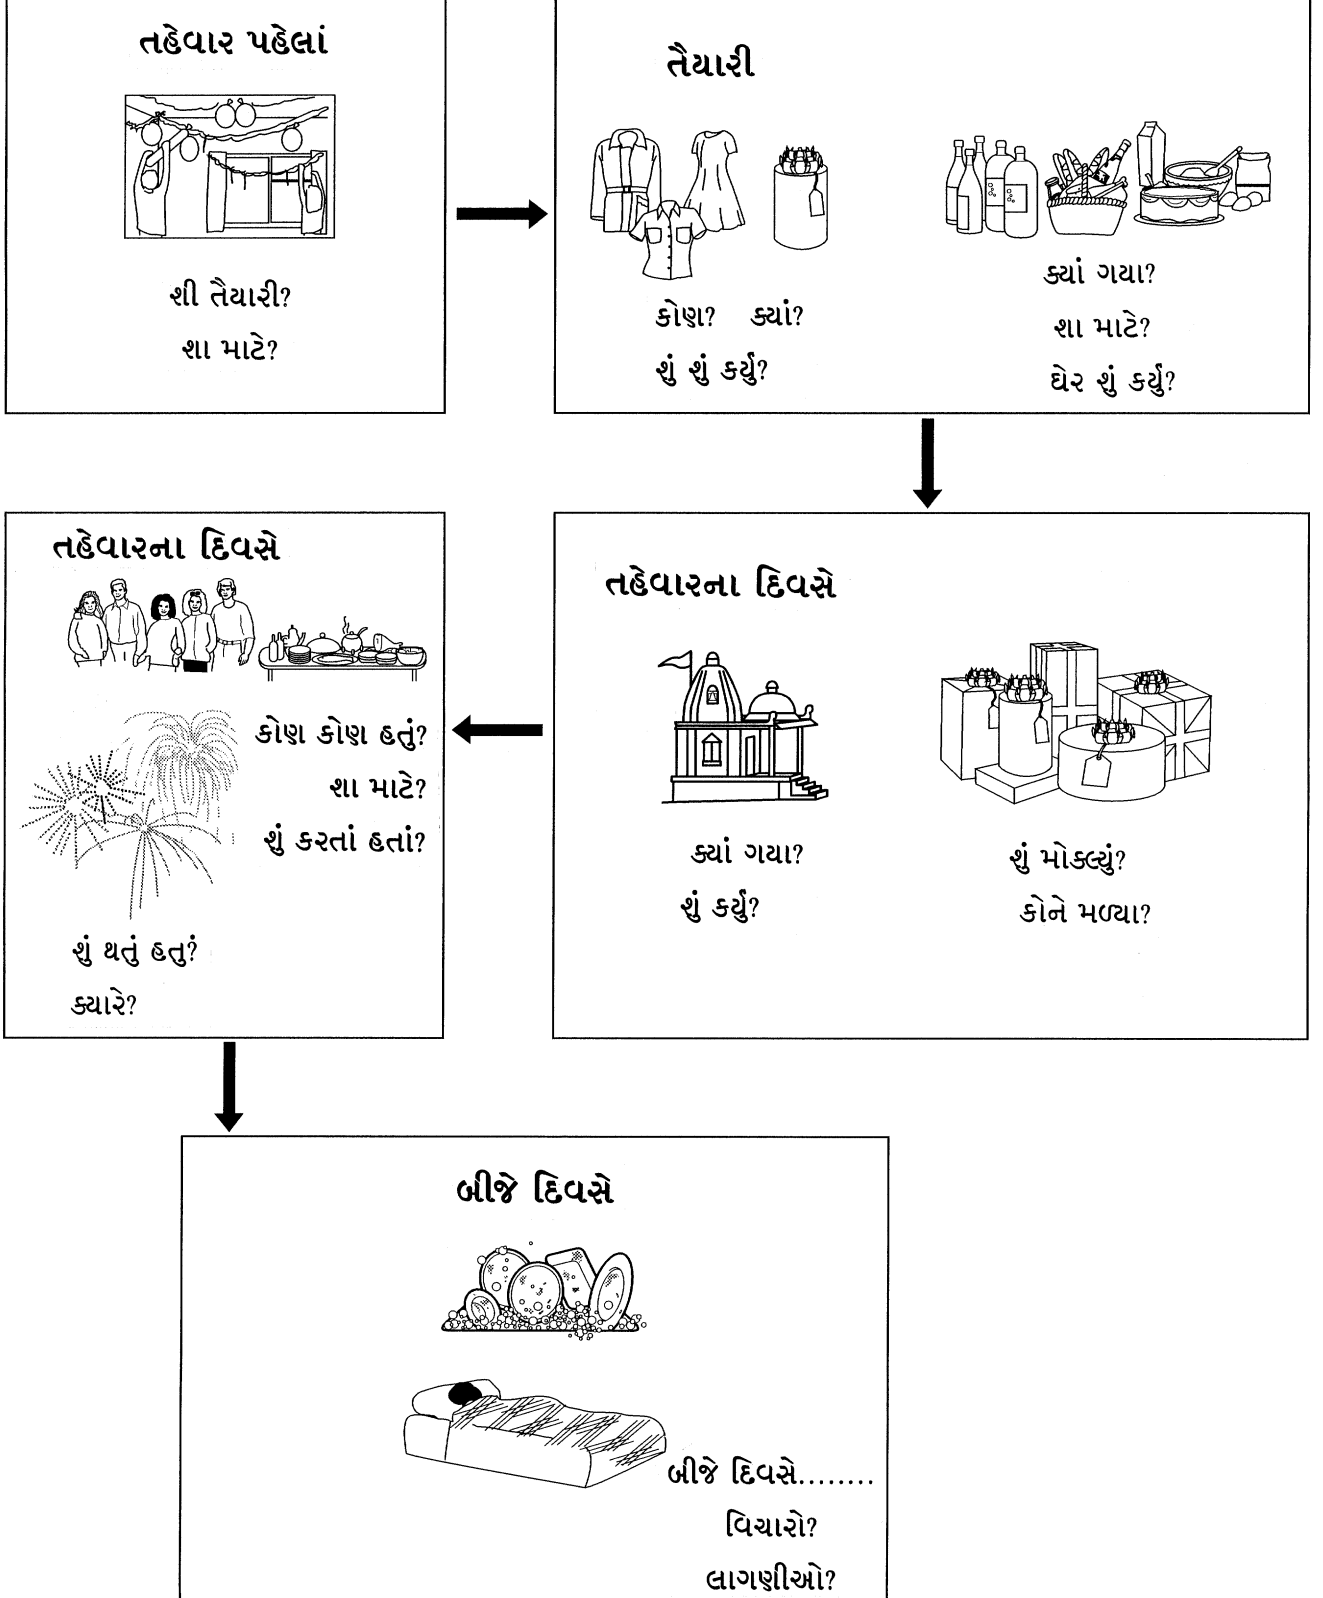 તહેવાર પહેલાં
શી તૈયારી?
શા માટે?
તૈયારી
કોણ? ક્યાં?
શું શું કર્યું?
ક્યાં ગયા?
શા માટે?
ઘેર શું કર્યું?
તહેવારના દિવસે
ક્યાં ગયા?
શું કર્યું?
શું મોક્લ્યું?
કોને મળ્યા?
તહેવારના દિવસે
કોણ કોણ હતું?
શા માટે?
શું કરતાં હતાં?
શું થતું હતુ?
ક્યારે?
બીજે દિવસે
બીજે દિવસે........
વિચારો?
લાગણીઓ?